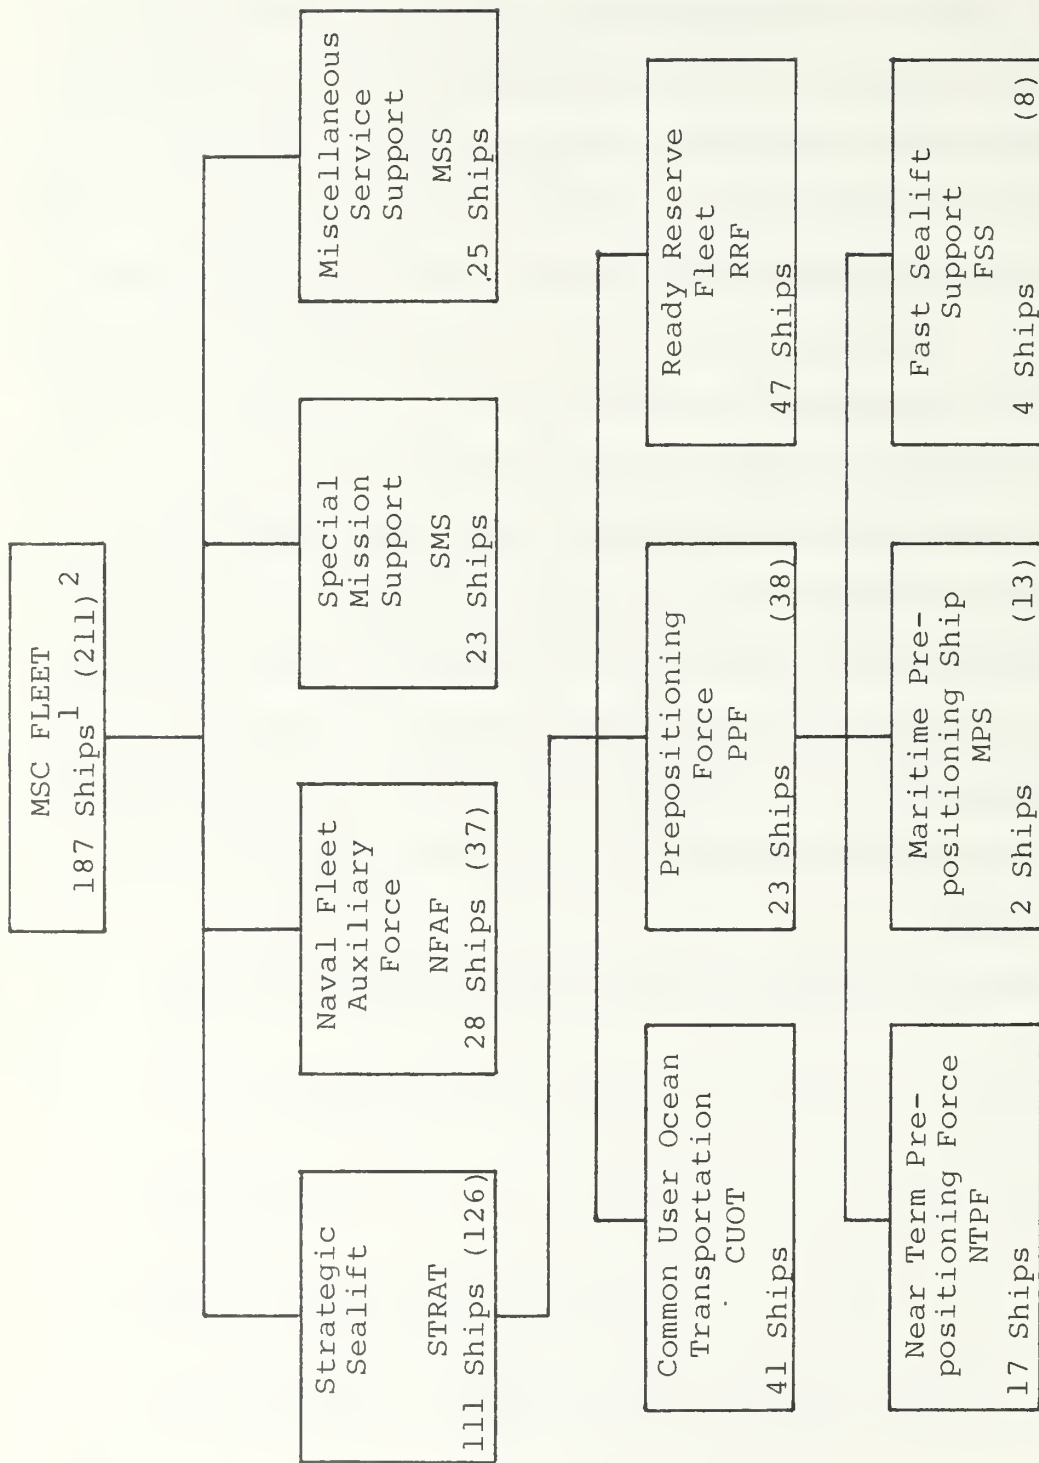 MSC FLEET
187 Ships1 (211)2
Strategic
Sealift
STRAT
111 Ships (126)
Naval Fleet
Auxiliary
Force
NFAF
28 Ships (37)
Special
Mission
Support
SMS
23 Ships
Miscellaneous
Service
Support
MSS
25 Ships
Common User Ocean
Transportation
CUOT
41 Ships
Prepositioning
Force
PPF
23 Ships (38)
Ready Reserve
Fleet
RRF
47 Ships
Near Term Pre-
positioning Force
NTPF
17 Ships
Maritime Pre-
positioning Ship
MPS
2 Ships (13)
Fast Sealift
Support
FSS
4 Ships (8)